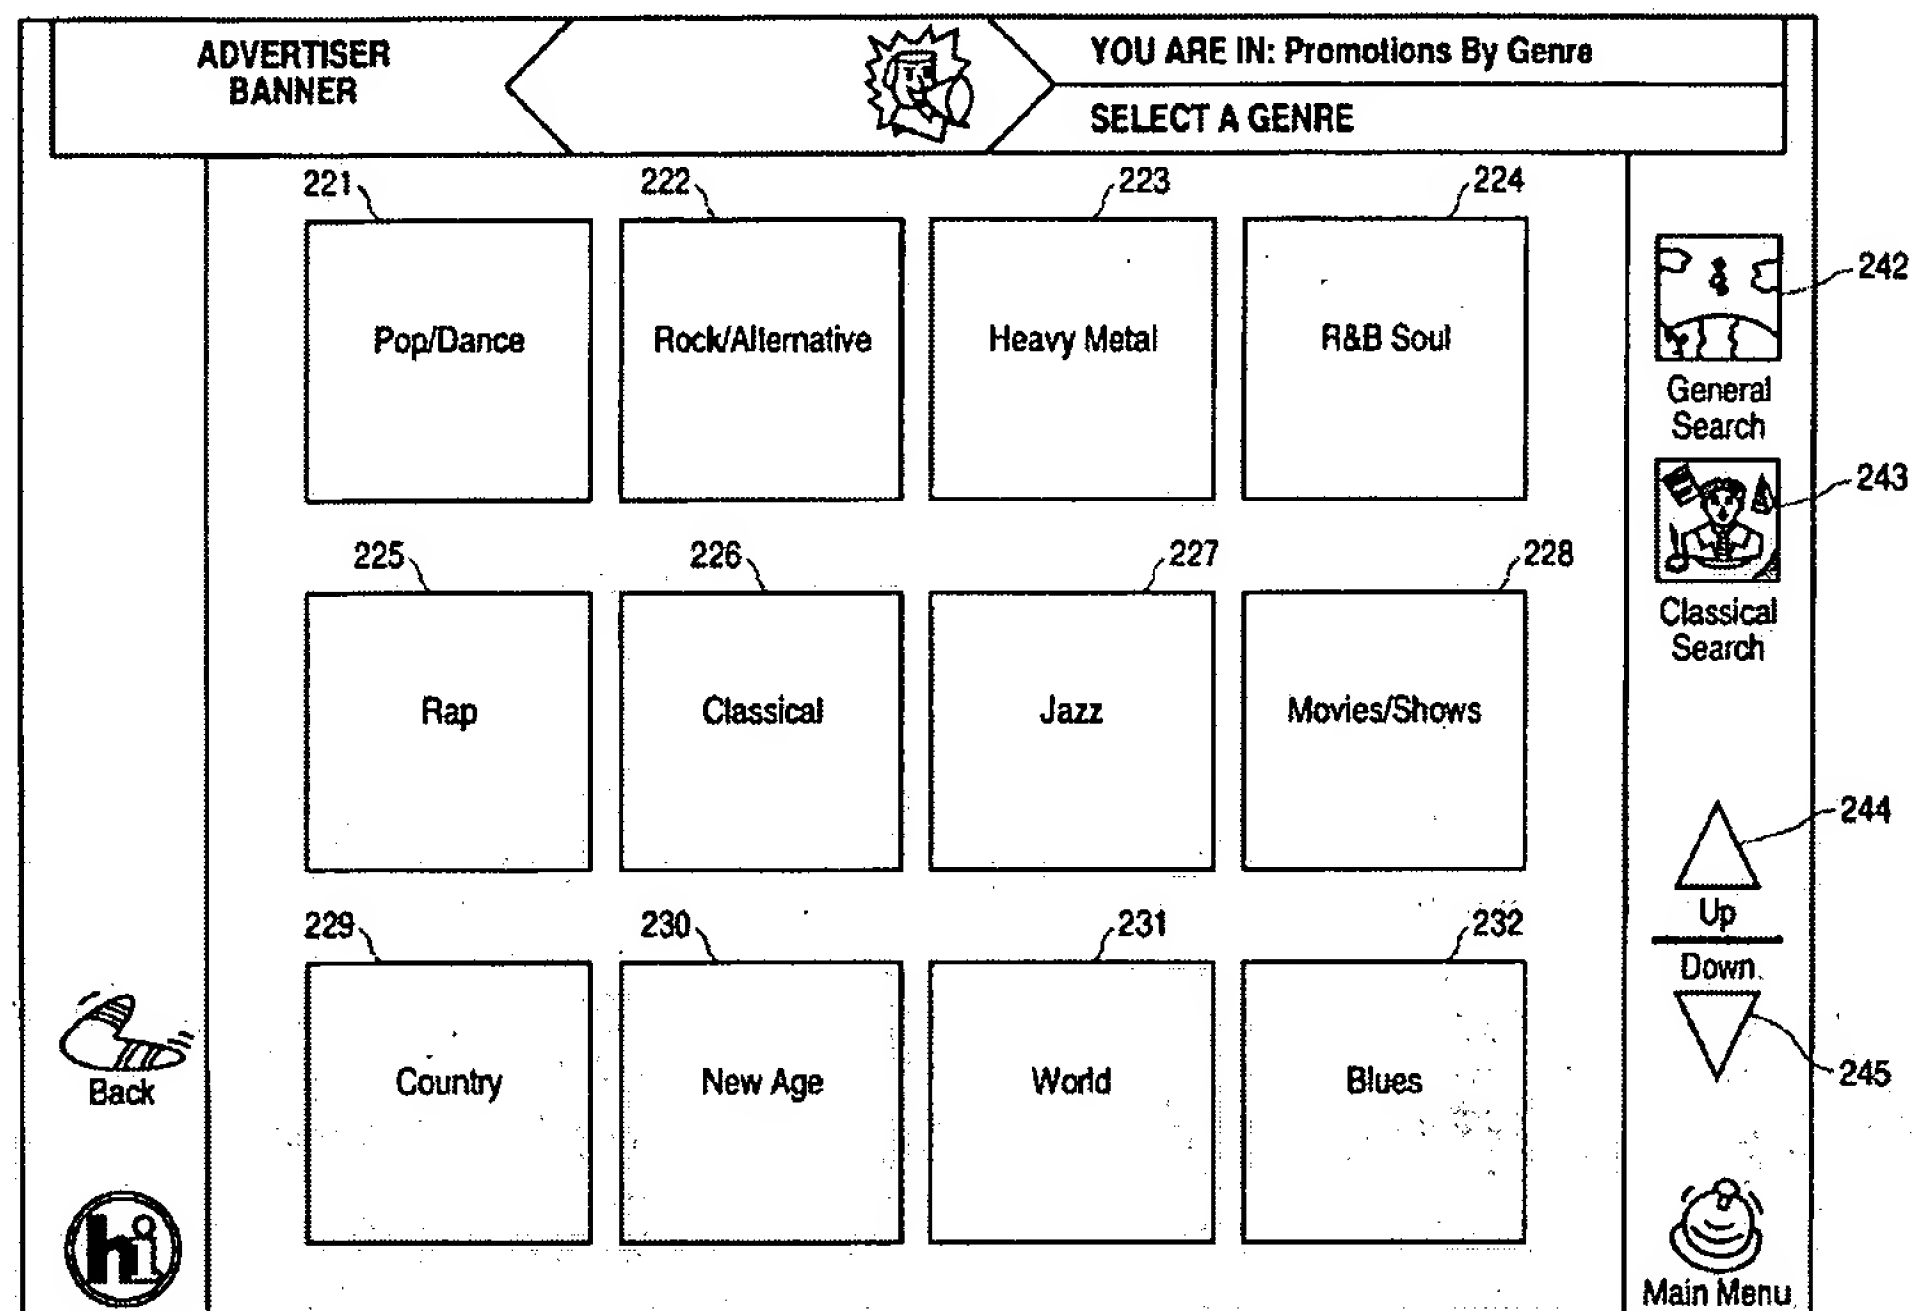 ADVERTISER
BANNER
YOU ARE IN: Promotions By Genre
SELECT A GENRE
221
222
223
224
Pop/Dance
Rock/Alternative
Heavy Metal
R&B Soul
242
General
Search
243
Classical
Search
225
226
227
228
Rap
Classical
Jazz
Movies/Shows
244
Up
Down
245
229
230
231
232
Country
New Age
World
Blues
Back
hi
Main Menu